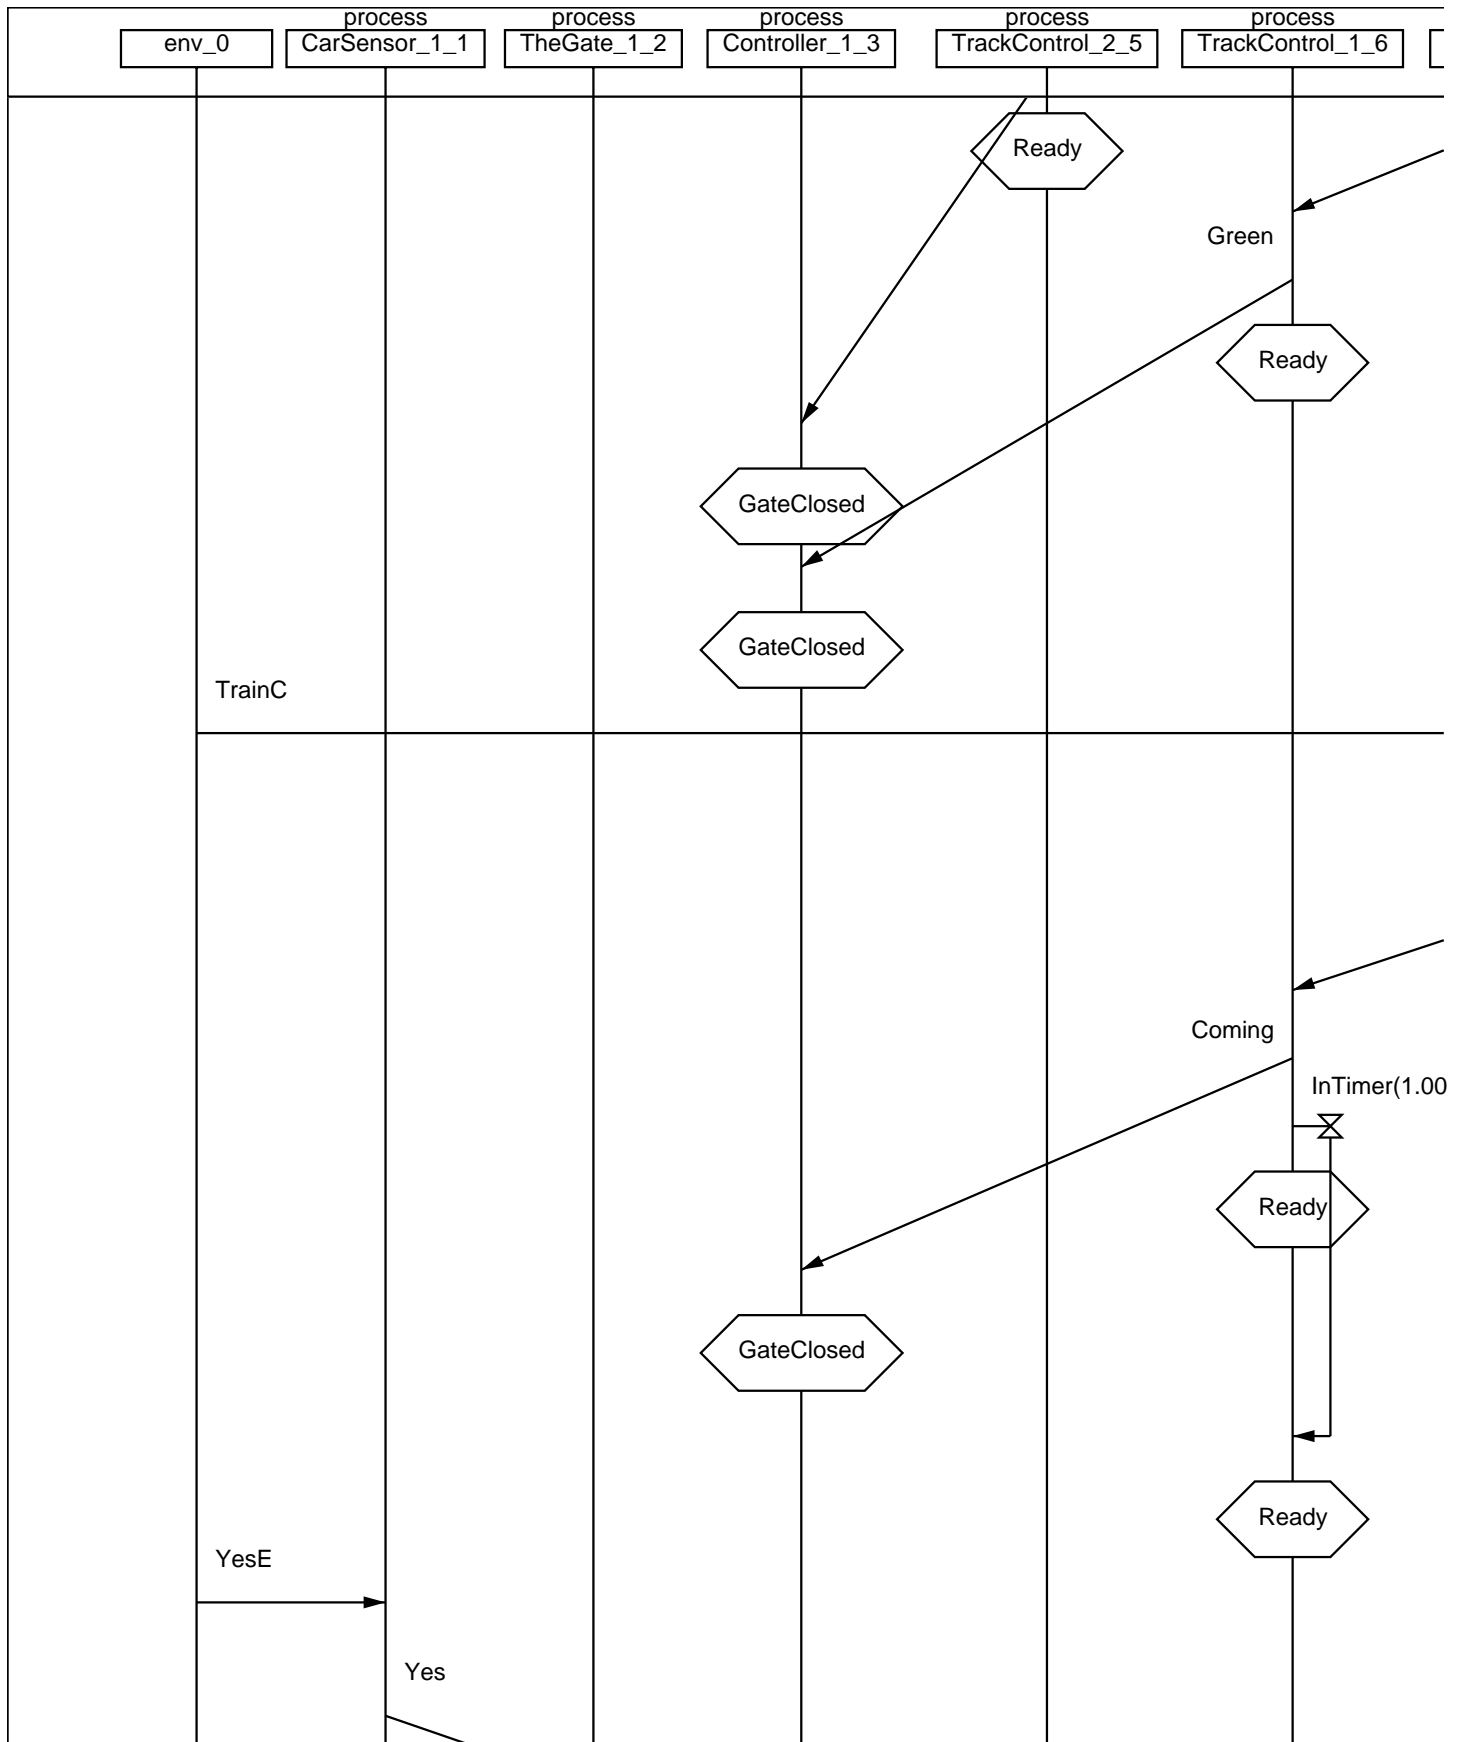 process process process process process
env_0 CarSensor_1_1 TheGate_1_2 Controller_1_3 TrackControl_2_5 TrackControl_1_6
Ready
Green
Ready
GateClosed
GateClosed
TrainC
Coming
InTimer(1.00
Ready
GateClosed
Ready
YesE
Yes